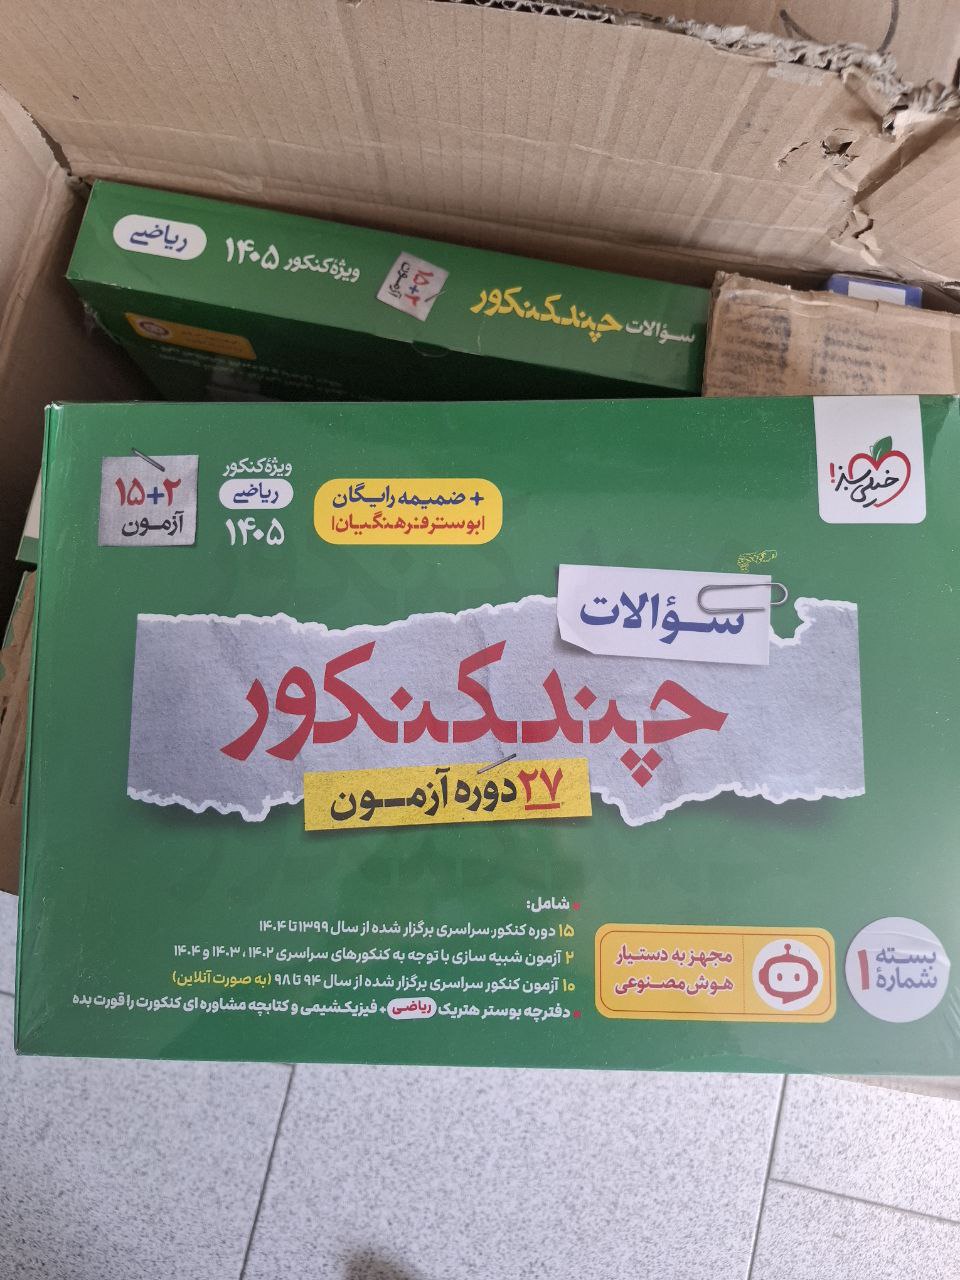 ریاضی
ویژهٔ کنکور ۱۴۰۵
۱۵+۲
آزمون
سؤالات چند کنکور
خیلی سبز!
+ ضمیمه رایگان
|بوستر فرهنگیان|
ویژهٔ کنکور
ریاضی
۱۴۰۵
۱۵+۲
آزمون
سؤالات
چند کنکور
۲۷ دوره آزمون
شامل:
۱۵ دوره کنکور سراسری برگزار شده از سال ۱۳۹۹ تا ۱۴۰۴
۲ آزمون شبیه سازی با توجه به کنکورهای سراسری ۱۴۰۲ ، ۱۴۰۳ و ۱۴۰۴
۱۰ آزمون کنکور سراسری برگزار شده از سال ۹۴ تا ۹۸ (به صورت آنلاین)
دفترچه بوستر هتریک ریاضی + فیزیکشیمی و کتابچه مشاوره ای کنکورت را قورت بده
مجهز به دستیار
هوش مصنوعی
بسته
شمارهٔ ۱